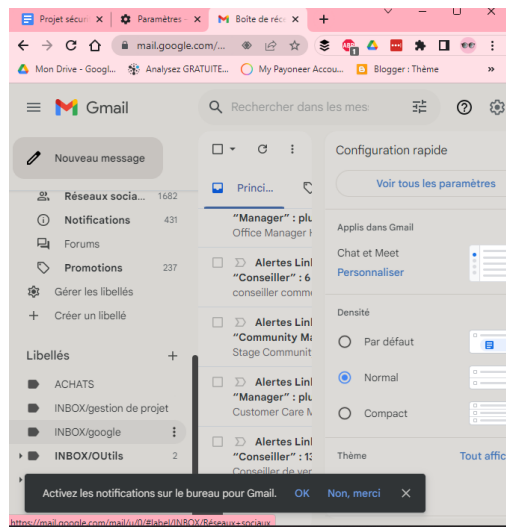 Projet sécuri
Paramètres -
Boîte de réce
mail.google.com/...
Mon Drive - Googl...
Analysez GRATUITE...
My Payoneer Accou...
Blogger : Thème
Gmail
Rechercher dans les mes
Nouveau message
Réseaux socia... 1682
Notifications 431
Forums
Promotions 237
Gérer les libellés
Créer un libellé
Libellés
ACHATS
INBOX/gestion de projet
INBOX/google
INBOX/OUtils 2
Princi...
“Manager” : plu
Office Manager
Alertes Linl
“Conseiller” : 6
conseiller comme
Alertes Linl
“Community Ma
Stage Communit
Alertes Linl
“Manager” : plu
Customer Care M
Alertes Linl
“Conseiller” : 13
Conseiller de ver
Configuration rapide
Voir tous les paramètres
Applis dans Gmail
Chat et Meet
Personnaliser
Densité
Par défaut
Normal
Compact
Thème
Tout affic
Activez les notifications sur le bureau pour Gmail. OK Non, merci
https://mail.google.com/mail/u/0/#label/INBOX/Réseaux+sociaux